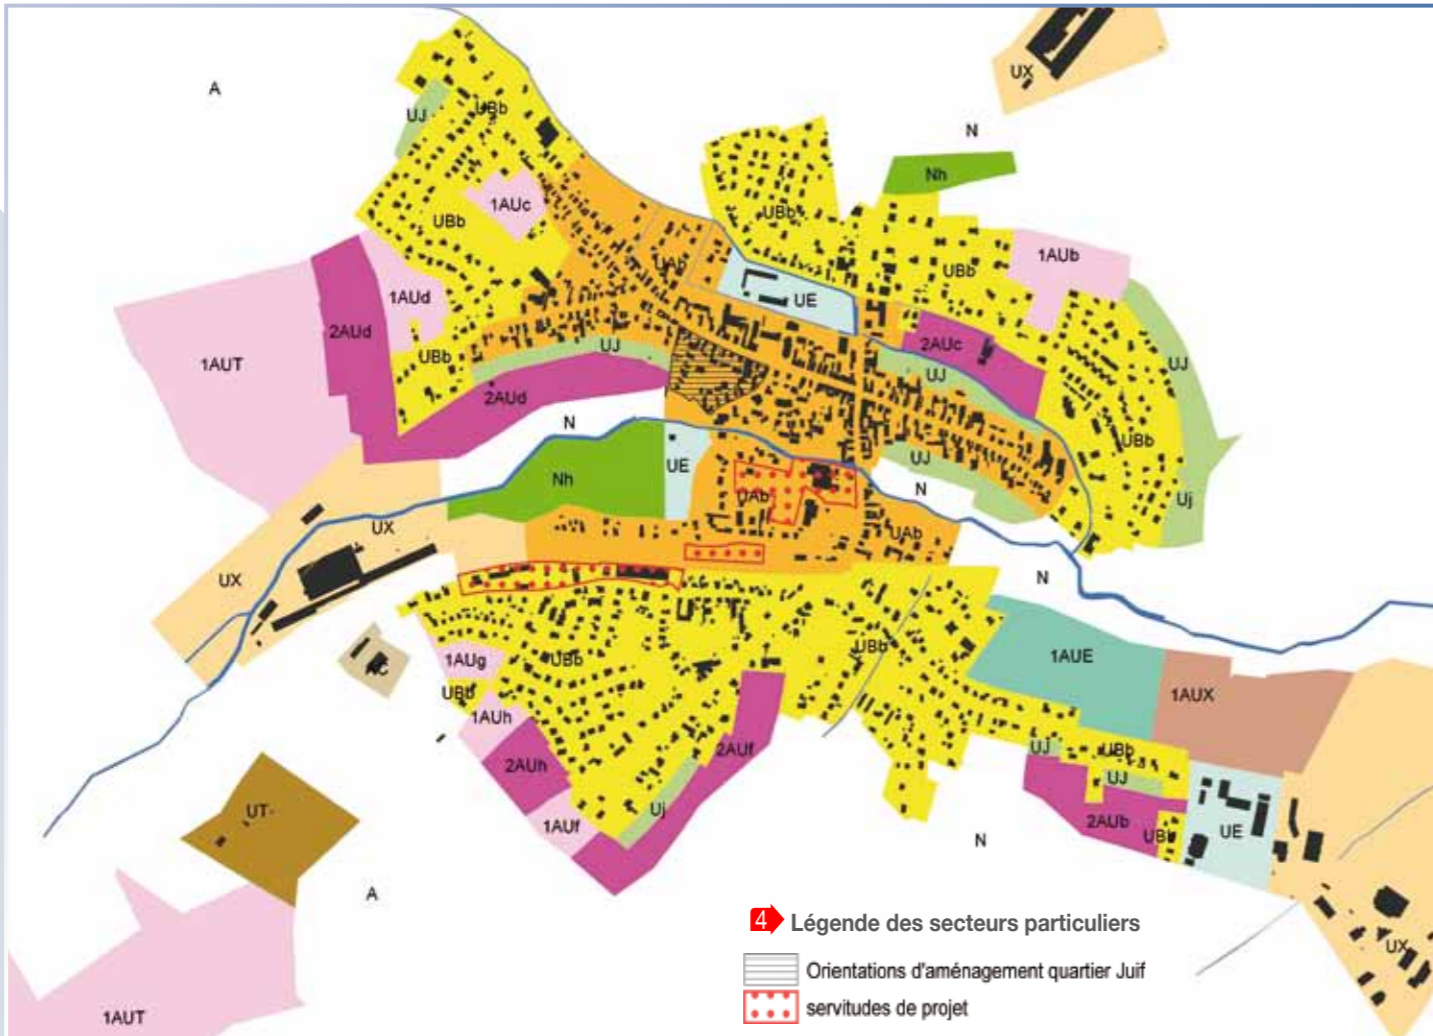 A
UX
N
UJ
UBb
Nh
1AUc
UBb
UBb
UBb
1AUb
UAb
1AUd
UE
2AUd
2AUc
1AUT
UBb
UJ
UJ
UJ
2AUd
N
UBb
UJ
UE
Nh
UAb
N
Uj
UX
UAb
UX
N
1AUg
UBb
UBb
1AUE
UBb
1AUX
1AUh
2AUf
UJ
UBb
2AUh
UJ
UT
Uj
1AUf
2AUb
UE
N
A
4 Légende des secteurs particuliers
UX
Orientations d'aménagement quartier Juif
servitudes de projet
1AUT